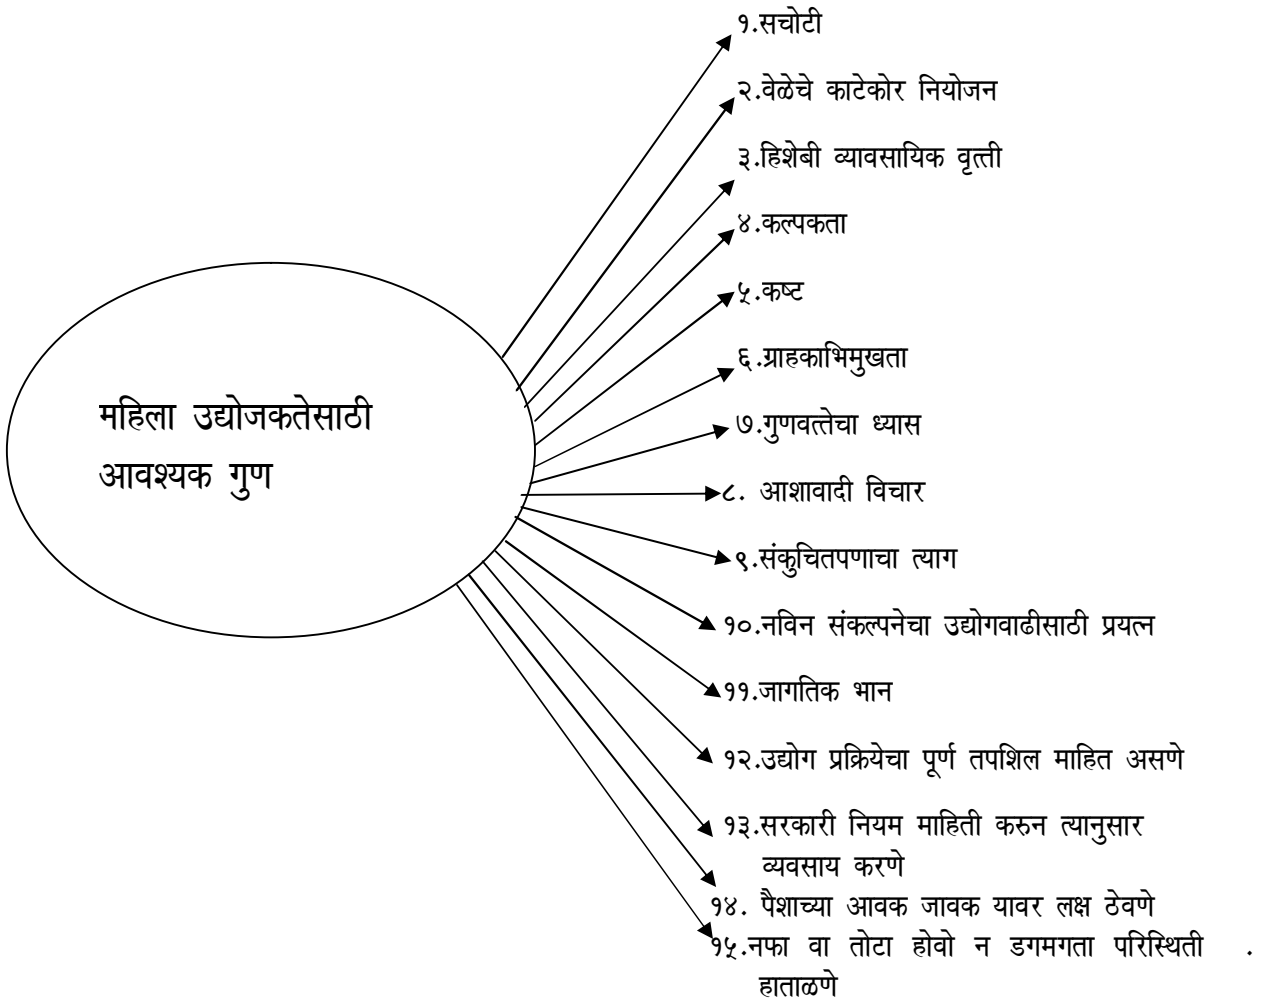 १.सचोटी
२.वेळेचे काटेकोर नियोजन
३.हिशेबी व्यावसायिक वृत्ती
४.कल्पकता
५.कष्ट
६.ग्राहकाभिमुखता
महिला उद्योजकतेसाठी
आवश्यक गुण
७.गुणवत्तेचा ध्यास
८. आशावादी विचार
९.संकुचितपणाचा त्याग
१०.नविन संकल्पनेचा उद्योगवाढीसाठी प्रयत्न
११.जागतिक भान
१२.उद्योग प्रक्रियेचा पूर्ण तपशिल माहित असणे
१३.सरकारी नियम माहिती करुन त्यानुसार
व्यवसाय करणे
१४. पैशाच्या आवक जावक यावर लक्ष ठेवणे
१५.नफा वा तोटा होवो न डगमगता परिस्थिती .
हाताळणे